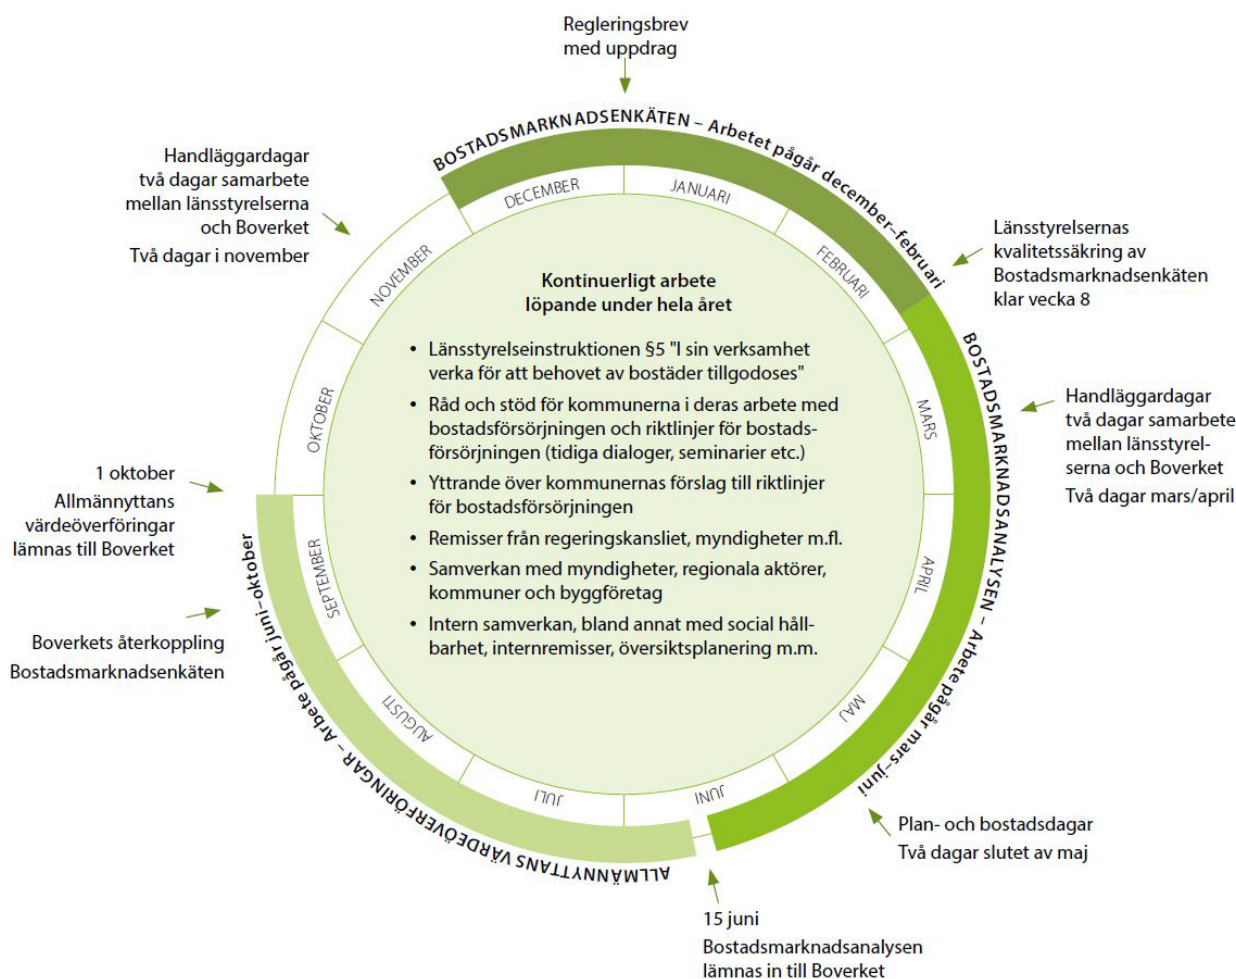 Regleringsbrev
med uppdrag
BOSTADSMARKNADSENKÄTEN – Arbetet pågår december–februari
Handläggardagar
två dagar samarbete
mellan länsstyrelserna
och Boverket
Två dagar i november
Länsstyrelsernas
kvalitetssäkring av
Bostadsmarknadsenkäten
klar vecka 8
BOSTADSMARKNADSANALYSEN – Arbete pågår mars–juni
Handläggardagar
två dagar samarbete
mellan länsstyrel-
serna och Boverket
Två dagar mars/april
Plan- och bostadsdagar
Två dagar slutet av maj
15 juni
Bostadsmarknadsanalysen
lämnas in till Boverket
ALLMÄNNYTTANS VÄRDEÖVERFÖRINGAR – Arbete pågår juni–oktober
Boverkets återkoppling
Bostadsmarknadsenkäten
1 oktober
Allmännyttans
värdeöverföringar
lämnas till Boverket
JANUARI
FEBRUARI
MARS
APRIL
MAJ
JUNI
JULI
AUGUSTI
SEPTEMBER
OKTOBER
NOVEMBER
DECEMBER
Kontinuerligt arbete
löpande under hela året
• Länsstyrelseinstruktionen §5 "I sin verksamhet
verka för att behovet av bostäder tillgodoses"
• Råd och stöd för kommunerna i deras arbete med
bostadsförsörjningen och riktlinjer för bostads-
försörjningen (tidiga dialoger, seminarier etc.)
• Yttrande över kommunernas förslag till riktlinjer
för bostadsförsörjningen
• Remisser från regeringskansliet, myndigheter m.fl.
• Samverkan med myndigheter, regionala aktörer,
kommuner och byggföretag
• Intern samverkan, bland annat med social håll-
barhet, internremisser, översiktsplanering m.m.